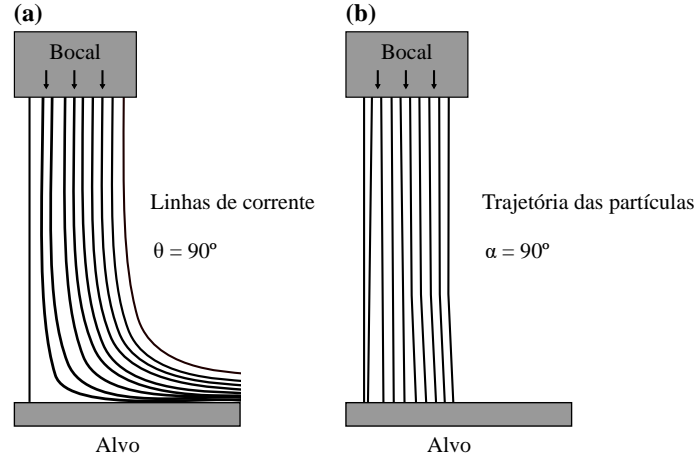 (a)
Bocal
Linhas de corrente
θ = 90º
Alvo
(b)
Bocal
Trajetória das partículas
α = 90º
Alvo